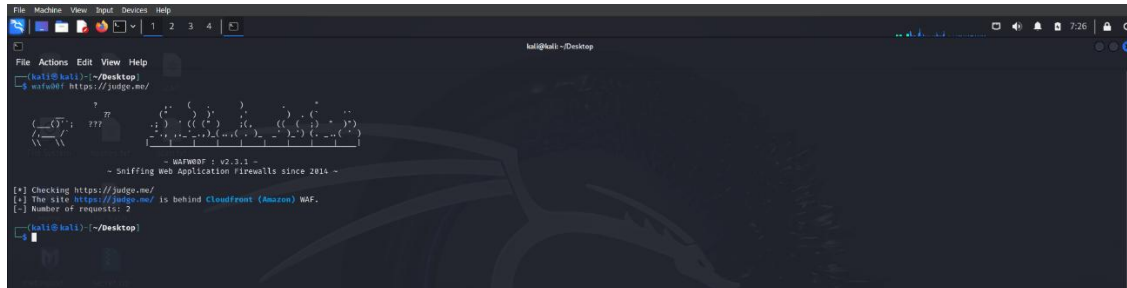 File Machine View Input Devices Help
1 2 3 4
7:26
kali@kali: ~/Desktop
File Actions Edit View Help
┌──(kali㉿kali)-[~/Desktop]
└─$ wafw00f https://judge.me/
~ WAFW00F : v2.3.1 ~
~ Sniffing Web Application Firewalls since 2014 ~
[*] Checking https://judge.me/
[+] The site https://judge.me/ is behind Cloudfront (Amazon) WAF.
[~] Number of requests: 2
┌──(kali㉿kali)-[~/Desktop]
└─$